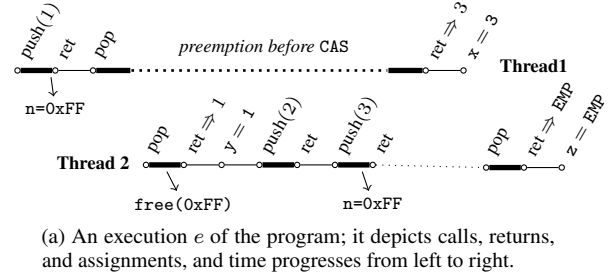 push(1)
ret
pop
preemption before CAS
ret ⇒ 3
x = 3
Thread1
n=0xFF
pop
ret ⇒ 1
y = 1
push(2)
ret
push(3)
ret
pop
ret ⇒ EMP
z = EMP
Thread 2
free(0xFF)
n=0xFF
(a) An execution e of the program; it depicts calls, returns,
and assignments, and time progresses from left to right.